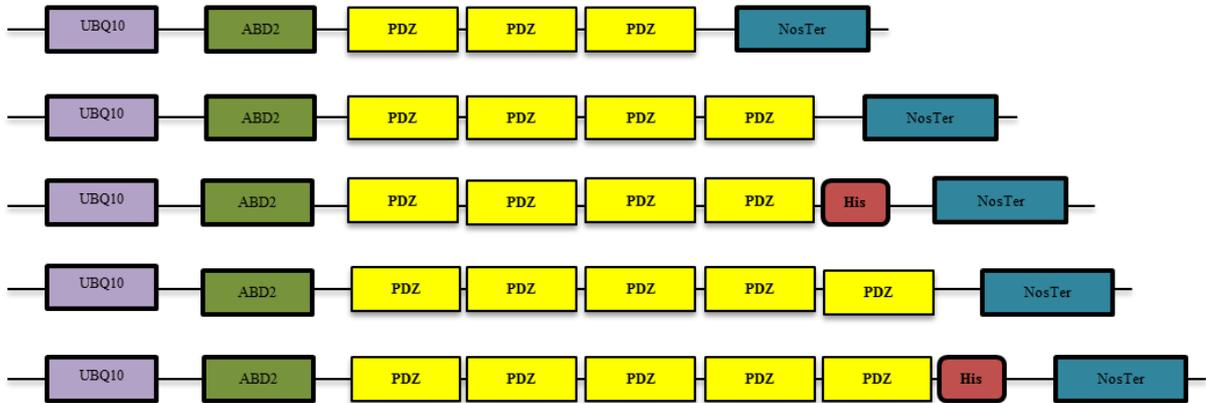 UBQ10 ABD2 PDZ PDZ PDZ NosTer
UBQ10 ABD2 PDZ PDZ PDZ PDZ NosTer
UBQ10 ABD2 PDZ PDZ PDZ PDZ His NosTer
UBQ10 ABD2 PDZ PDZ PDZ PDZ PDZ NosTer
UBQ10 ABD2 PDZ PDZ PDZ PDZ PDZ His NosTer